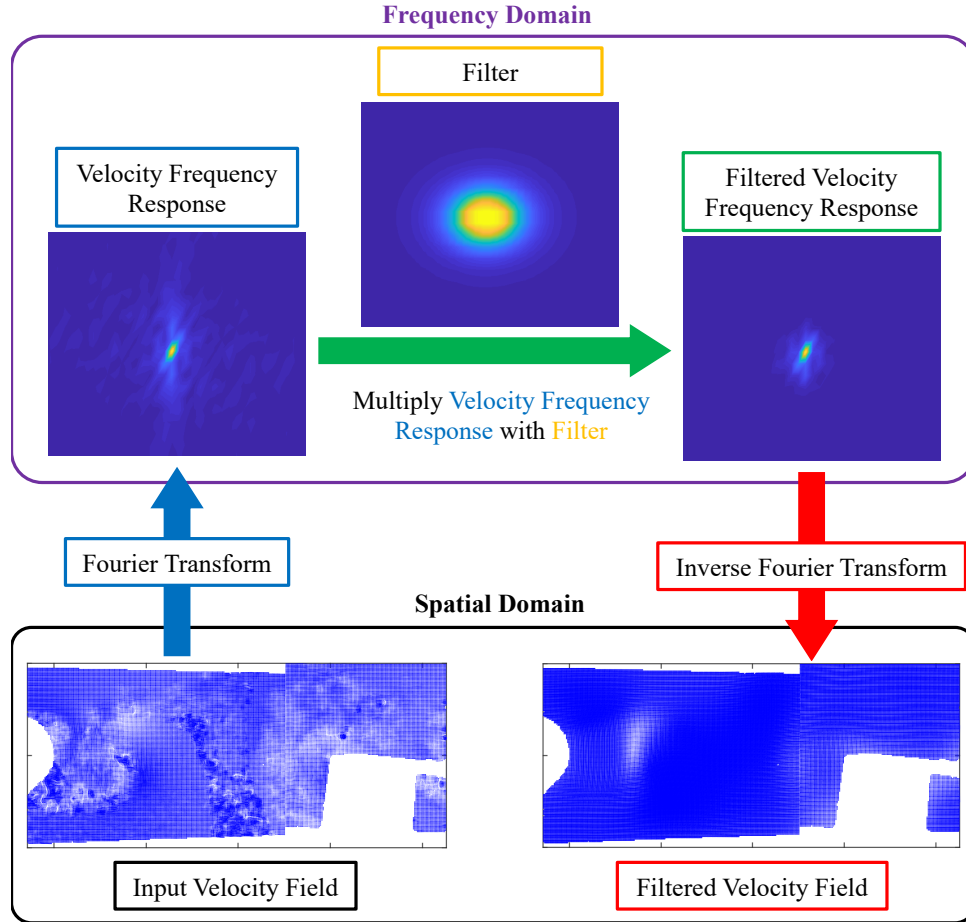 Frequency Domain
Filter
Velocity Frequency
Response
Filtered Velocity
Frequency Response
Multiply Velocity Frequency
Response with Filter
Fourier Transform
Inverse Fourier Transform
Spatial Domain
Input Velocity Field
Filtered Velocity Field